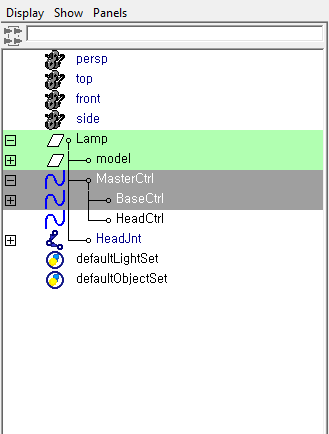 Display Show Panels
persp
top
front
side
Lamp
model
MasterCtrl
BaseCtrl
HeadCtrl
HeadJnt
defaultLightSet
defaultObjectSet